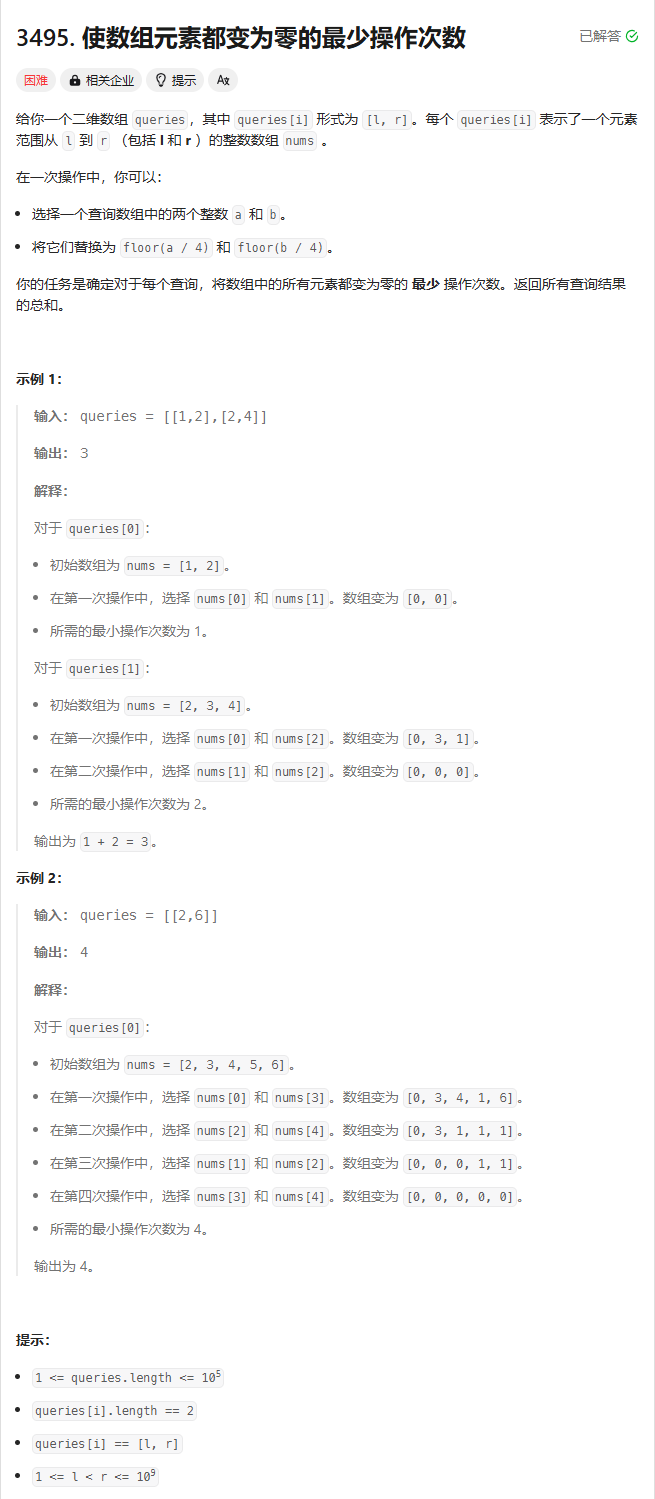 3495. 使数组元素都变为零的最少操作次数
已解答
困难 相关企业 提示 Aあ
给你一个二维数组 queries，其中 queries[i] 形式为 [l, r]。每个 queries[i] 表示了一个元素
范围从 l 到 r （包括 l 和 r ）的整数数组 nums 。
在一次操作中，你可以：
选择一个查询数组中的两个整数 a 和 b。
将它们替换为 floor(a / 4) 和 floor(b / 4)。
你的任务是确定对于每个查询，将数组中的所有元素都变为零的 最少 操作次数。返回所有查询结果
的总和。
示例 1：
输入： queries = [[1,2],[2,4]]
输出： 3
解释：
对于 queries[0]：
初始数组为 nums = [1, 2]。
在第一次操作中，选择 nums[0] 和 nums[1]。数组变为 [0, 0]。
所需的最小操作次数为 1。
对于 queries[1]：
初始数组为 nums = [2, 3, 4]。
在第一次操作中，选择 nums[0] 和 nums[2]。数组变为 [0, 3, 1]。
在第二次操作中，选择 nums[1] 和 nums[2]。数组变为 [0, 0, 0]。
所需的最小操作次数为 2。
输出为 1 + 2 = 3。
示例 2：
输入： queries = [[2,6]]
输出： 4
解释：
对于 queries[0]：
初始数组为 nums = [2, 3, 4, 5, 6]。
在第一次操作中，选择 nums[0] 和 nums[3]。数组变为 [0, 3, 4, 1, 6]。
在第二次操作中，选择 nums[2] 和 nums[4]。数组变为 [0, 3, 1, 1, 1]。
在第三次操作中，选择 nums[1] 和 nums[2]。数组变为 [0, 0, 0, 1, 1]。
在第四次操作中，选择 nums[3] 和 nums[4]。数组变为 [0, 0, 0, 0, 0]。
所需的最小操作次数为 4。
输出为 4。
提示：
1 <= queries.length <= 10⁵
queries[i].length == 2
queries[i] == [l, r]
1 <= l < r <= 10⁹